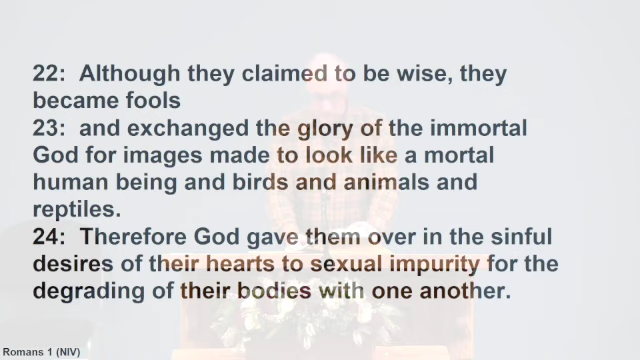 22:  Although they claimed to be wise, they
became fools
23:  and exchanged the glory of the immortal
God for images made to look like a mortal
human being and birds and animals and
reptiles.
24:  Therefore God gave them over in the sinful
desires of their hearts to sexual impurity for the
degrading of their bodies with one another.
Romans 1 (NIV)